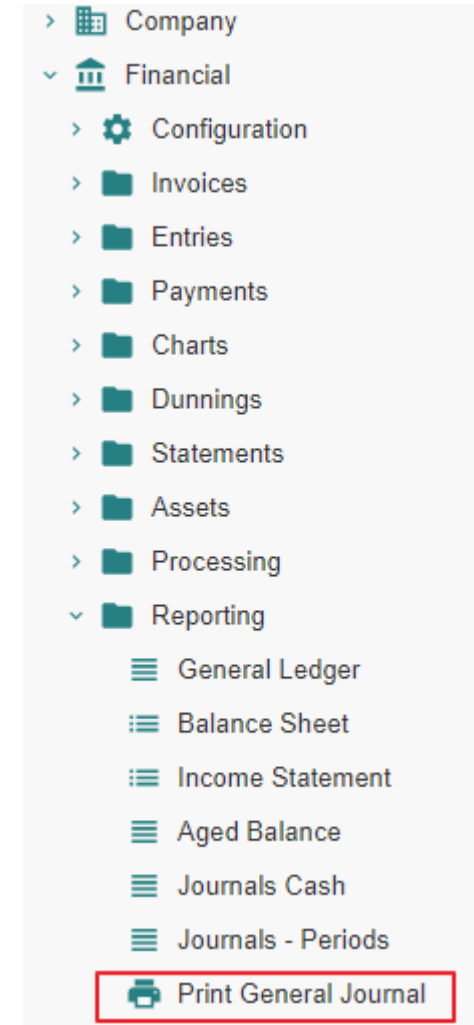 Company
Financial
Configuration
Invoices
Entries
Payments
Charts
Dunnings
Statements
Assets
Processing
Reporting
General Ledger
Balance Sheet
Income Statement
Aged Balance
Journals Cash
Journals - Periods
Print General Journal